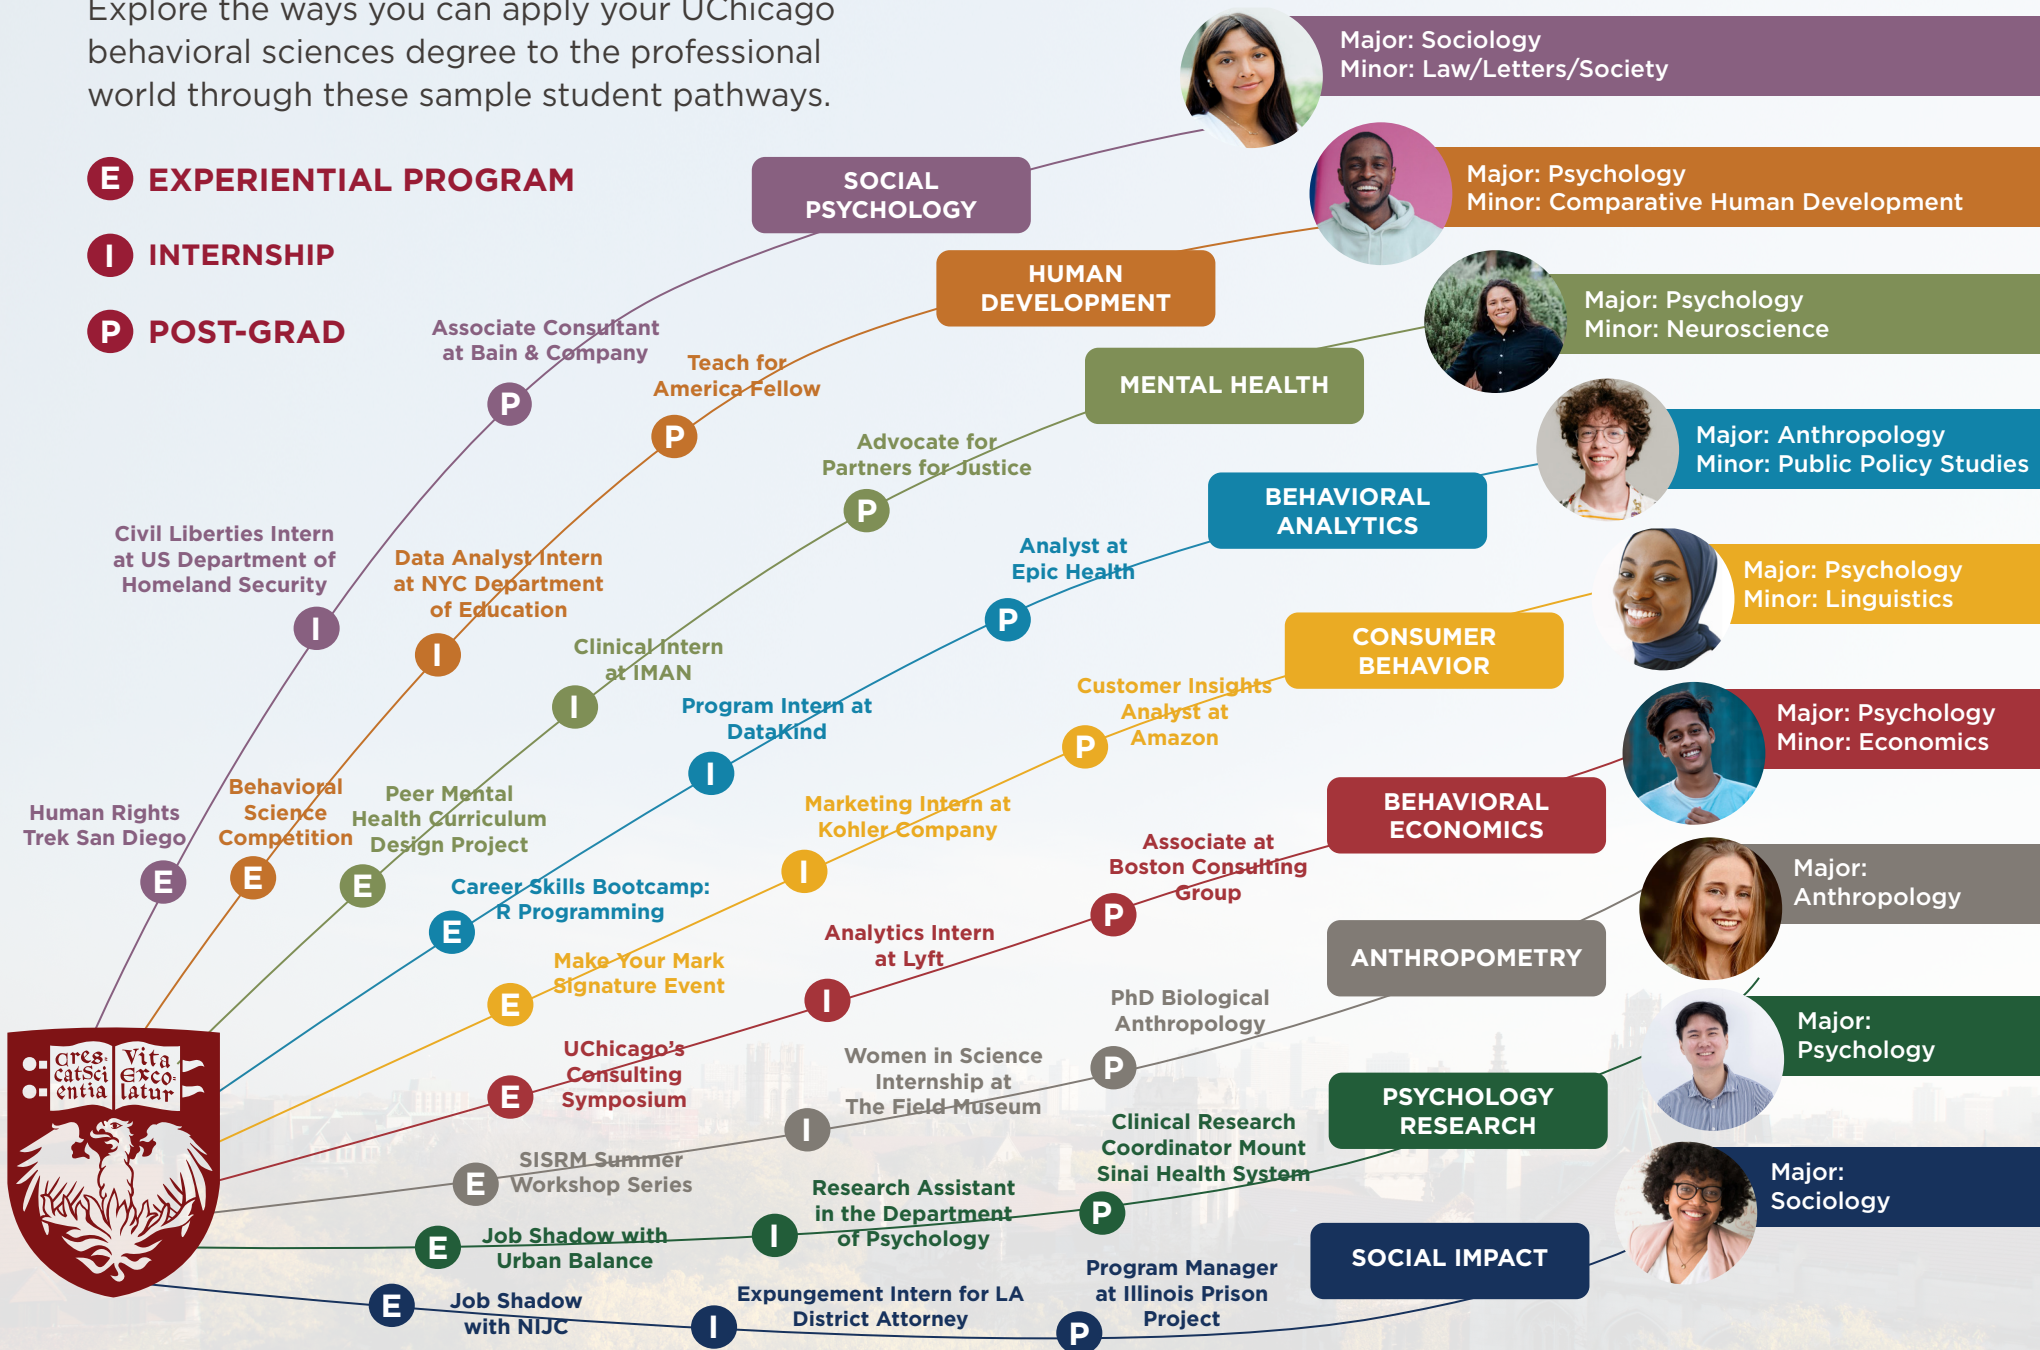 Explore the ways you can apply your UChicago
behavioral sciences degree to the professional
world through these sample student pathways.
E EXPERIENTIAL PROGRAM
I INTERNSHIP
P POST-GRAD
Major: Sociology
Minor: Law/Letters/Society
SOCIAL
PSYCHOLOGY
Associate Consultant
at Bain & Company
P
Civil Liberties Intern
at US Department of
Homeland Security
I
Human Rights
Trek San Diego
E
Major: Psychology
Minor: Comparative Human Development
HUMAN
DEVELOPMENT
Teach for
America Fellow
P
Data Analyst Intern
at NYC Department
of Education
I
Behavioral
Science
Competition
E
Major: Psychology
Minor: Neuroscience
MENTAL HEALTH
Advocate for
Partners for Justice
P
Clinical Intern
at IMAN
I
Peer Mental
Health Curriculum
Design Project
E
Major: Anthropology
Minor: Public Policy Studies
BEHAVIORAL
ANALYTICS
Analyst at
Epic Health
P
Program Intern at
DataKind
I
Career Skills Bootcamp:
R Programming
E
Major: Psychology
Minor: Linguistics
CONSUMER
BEHAVIOR
Customer Insights
Analyst at
Amazon
P
Marketing Intern at
Kohler Company
I
Make Your Mark
Signature Event
E
Major: Psychology
Minor: Economics
BEHAVIORAL
ECONOMICS
Associate at
Boston Consulting
Group
P
Analytics Intern
at Lyft
I
UChicago's
Consulting
Symposium
E
Major:
Anthropology
ANTHROPOMETRY
PhD Biological
Anthropology
P
Women in Science
Internship at
The Field Museum
I
SISRM Summer
Workshop Series
E
Major:
Psychology
PSYCHOLOGY
RESEARCH
Clinical Research
Coordinator Mount
Sinai Health System
P
Research Assistant
in the Department
of Psychology
I
Job Shadow with
Urban Balance
E
Major:
Sociology
SOCIAL IMPACT
Program Manager
at Illinois Prison
Project
P
Expungement Intern for LA
District Attorney
I
Job Shadow
with NIJC
E
Cres- Vita
catSci Exco-
entia latur